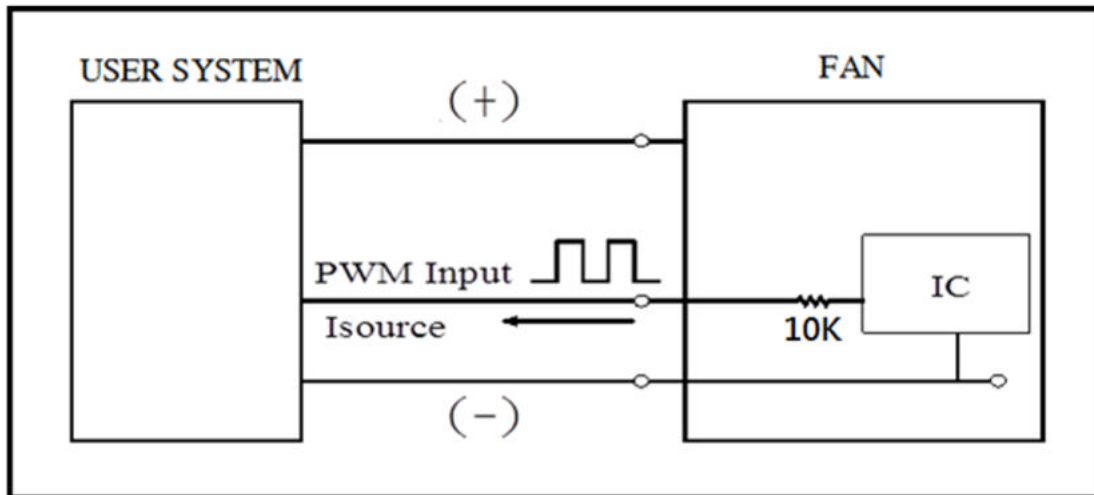 USER SYSTEM
FAN
(+)
PWM Input
Isource
10K
IC
(-)